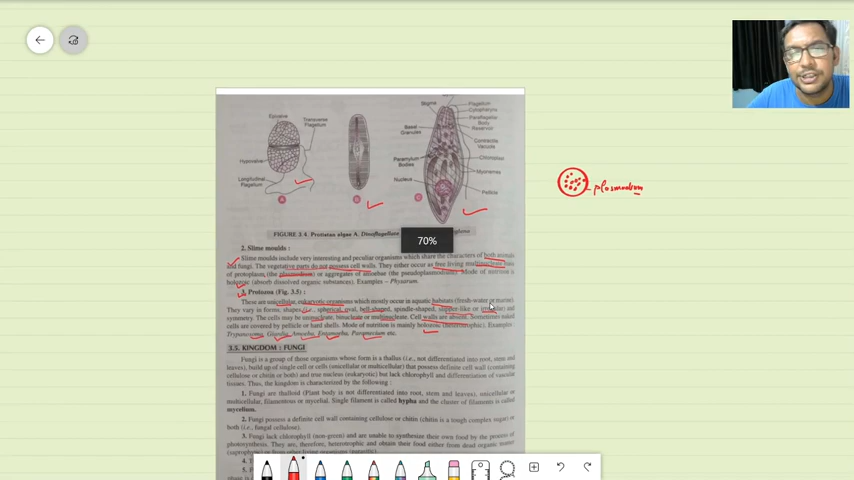 Epicone
Transverse
Flagellum
Hypocone
Longitudinal
Flagellum
A
Stigma
Flagellum
Cytopharynx
Paraflagellar
Body
Reservoir
Basal
Granules
Contractile
Vacuole
Paramylum
Bodies
Chloroplast
Myonemes
Nucleus
Pellicle
C
plasmodium
FIGURE 3.4. Protistan algae A. Dinoflagellate
70%
2. Slime moulds :
Slime moulds include very interesting and peculiar organisms which share the characters of both animals
and fungi. The vegetative parts do not possess cell walls. They either occur as free living multinucleate mass
of protoplasm, (the plasmodium) or aggregates of amoebae (the pseudoplasmodium). Mode of nutrition is
holozoic (absorb dissolved organic substances). Examples - Physarum.
3. Protozoa (Fig. 3.5) :
These are unicellular, eukaryotic organisms which mostly occur in aquatic habitats (fresh-water or marine)
They vary in forms, shapes (i.e., spherical, oval, bell-shaped, spindle-shaped, slipper-like or and
symmetry. The cells may be uninucleate, binucleate or multinucleate. Cell walls are absent. Sometimes naked
cells are covered by pellicle or hard shells. Mode of nutrition is mainly holozoic (heterotrophic). Examples :
Trypanosoma, Giardia, Amoeba, Entamoeba, Paramecium etc.
3.5. KINGDOM : FUNGI
Fungi is a group of those organisms whose form is a thallus (i.e., not differentiated into root, stem and
leaves), build up of single cell or cells (unicellular or multicellular) that possess definite cell wall (containing
cellulose or chitin or both) and true nucleus (eukaryotic) but lack chlorophyll and differentiation of vascular
tissues. Thus, the kingdom is characterized by the following :
1. Fungi are thalloid (Plant body is not differentiated into root, stem and leaves), unicellular or
multicellular, filamentous or mycelial. Single filament is called hypha and the cluster of filaments is called
mycelium.
2. Fungi possess a definite cell wall containing cellulose or chitin (chitin is a tough complex sugar) or
both (i.e., fungal cellulose).
3. Fungi lack chlorophyll (non-green) and are unable to synthesize their own food by the process of
photosynthesis. They are, therefore, heterotrophic and obtain their food either from dead organic matter